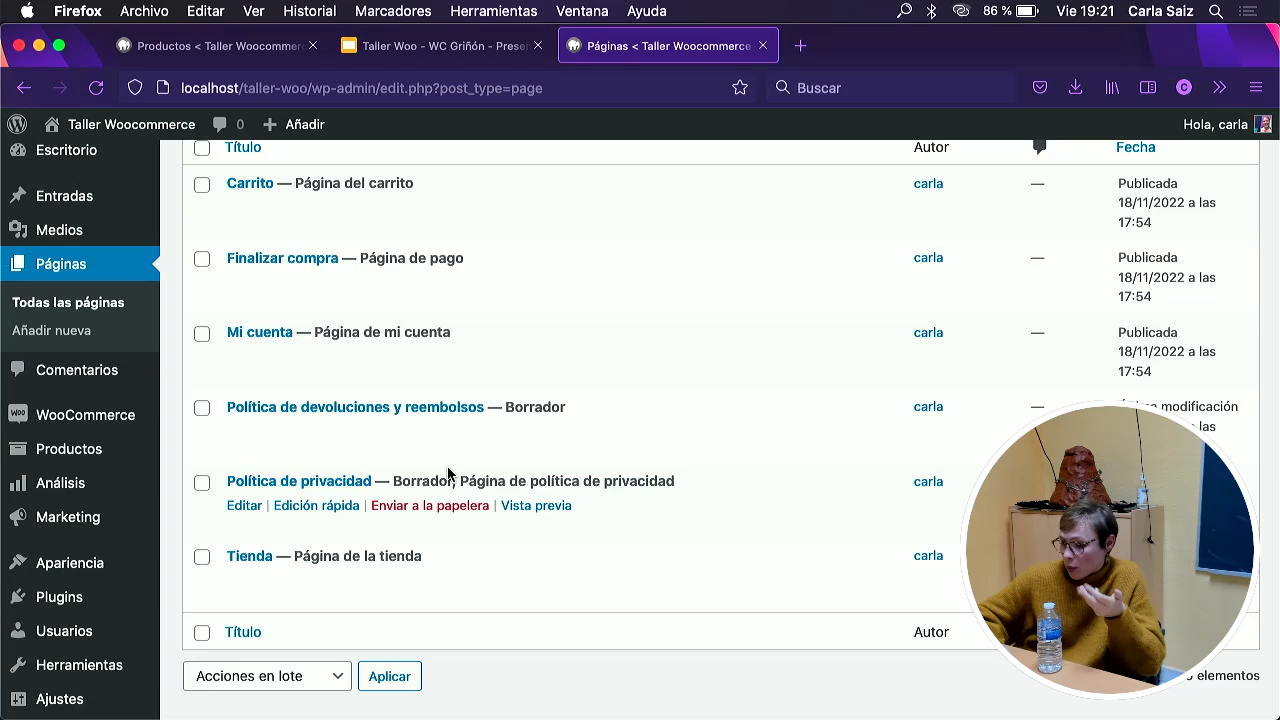 Firefox Archivo Editar Ver Historial Marcadores Herramientas Ventana Ayuda 86 % Vie 19:21 Carla Saiz
Productos < Taller Woocommerc
Taller Woo - WC Griñón - Prese
Páginas < Taller Woocommerce
localhost/taller-woo/wp-admin/edit.php?post_type=page
Buscar
Taller Woocommerce 0 Añadir Hola, carla
Escritorio
Entradas
Medios
Páginas
Todas las páginas
Añadir nueva
Comentarios
WooCommerce
Productos
Análisis
Marketing
Apariencia
Plugins
Usuarios
Herramientas
Ajustes
Título Autor Fecha
Carrito — Página del carrito carla — Publicada
18/11/2022 a las
17:54
Finalizar compra — Página de pago carla — Publicada
18/11/2022 a las
17:54
Mi cuenta — Página de mi cuenta carla — Publicada
18/11/2022 a las
17:54
Política de devoluciones y reembolsos — Borrador carla — modificación
las
Política de privacidad — Borrador, Página de política de privacidad carla
Editar | Edición rápida | Enviar a la papelera | Vista previa
Tienda — Página de la tienda carla
Título Autor
Acciones en lote Aplicar elementos